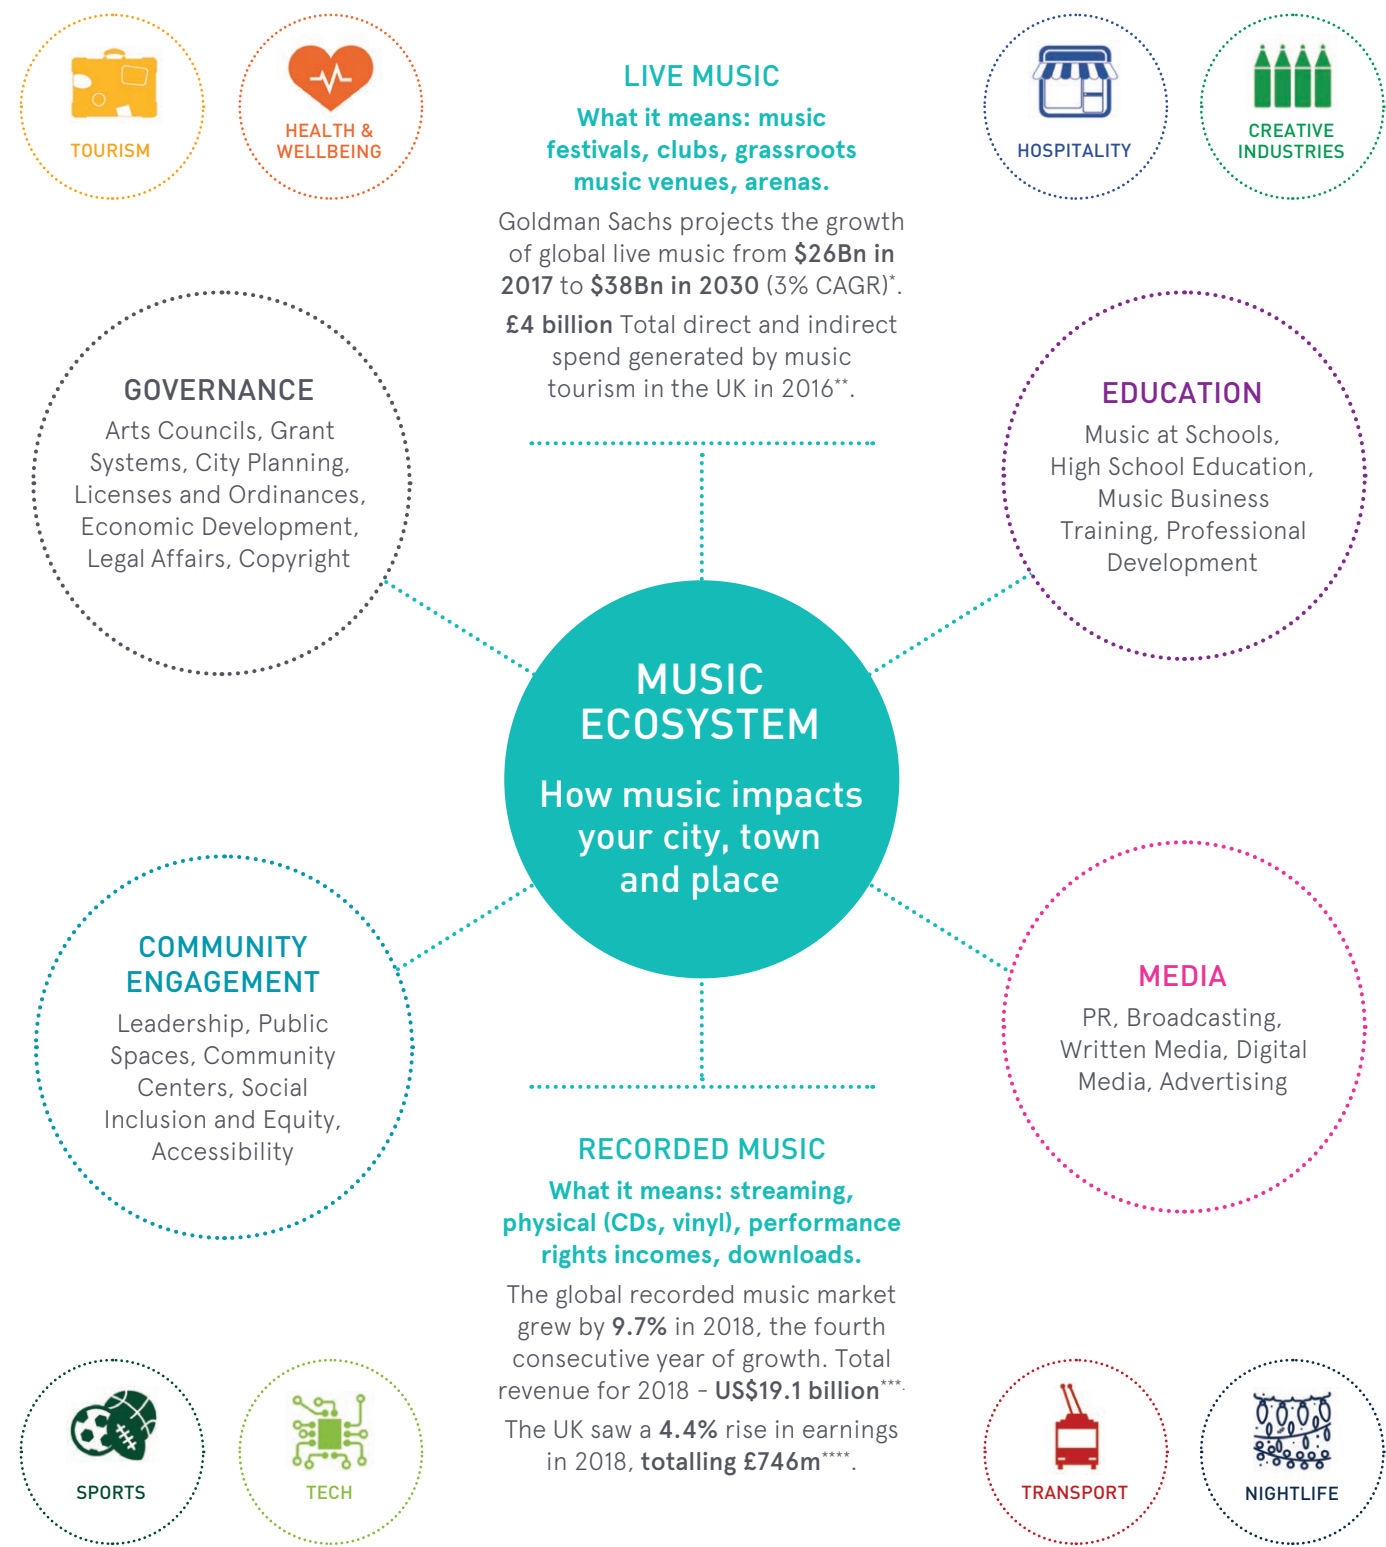 TOURISM
HEALTH &
WELLBEING
LIVE MUSIC
What it means: music
festivals, clubs, grassroots
music venues, arenas.
Goldman Sachs projects the growth
of global live music from $26Bn in
2017 to $38Bn in 2030 (3% CAGR)*.
£4 billion Total direct and indirect
spend generated by music
tourism in the UK in 2016**.
HOSPITALITY
CREATIVE
INDUSTRIES
GOVERNANCE
Arts Councils, Grant
Systems, City Planning,
Licenses and Ordinances,
Economic Development,
Legal Affairs, Copyright
EDUCATION
Music at Schools,
High School Education,
Music Business
Training, Professional
Development
MUSIC
ECOSYSTEM
How music impacts
your city, town
and place
COMMUNITY
ENGAGEMENT
Leadership, Public
Spaces, Community
Centers, Social
Inclusion and Equity,
Accessibility
MEDIA
PR, Broadcasting,
Written Media, Digital
Media, Advertising
RECORDED MUSIC
What it means: streaming,
physical (CDs, vinyl), performance
rights incomes, downloads.
The global recorded music market
grew by 9.7% in 2018, the fourth
consecutive year of growth. Total
revenue for 2018 - US$19.1 billion***.
The UK saw a 4.4% rise in earnings
in 2018, totalling £746m****.
SPORTS
TECH
TRANSPORT
NIGHTLIFE